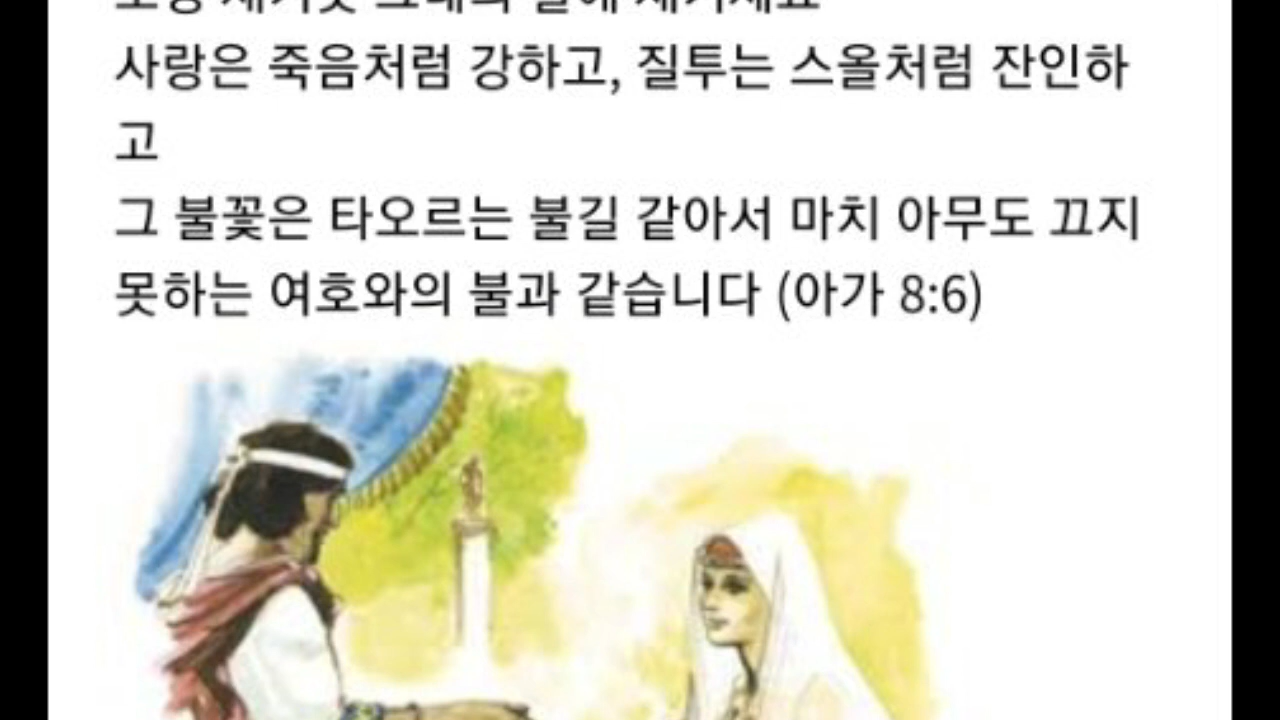 사랑은 죽음처럼 강하고, 질투는 스올처럼 잔인하
고
그 불꽃은 타오르는 불길 같아서 마치 아무도 끄지
못하는 여호와의 불과 같습니다 (아가 8:6)